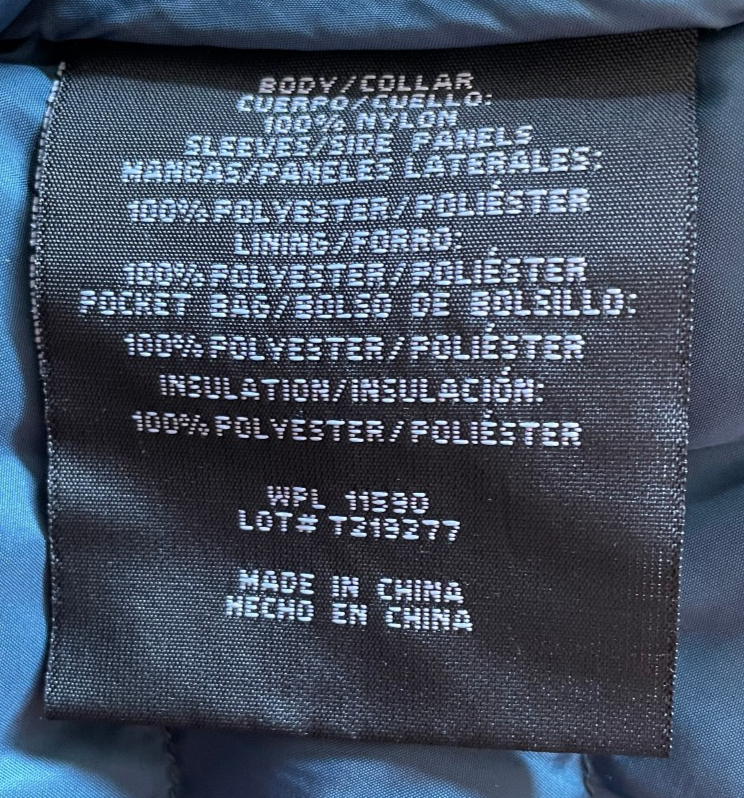 BODY/COLLAR
CUERPO/CUELLO:
100% NYLON
SLEEVES/SIDE PANELS
MANGAS/PANELES LATERALES:
100% POLYESTER/POLIÉSTER
LINING/FORRO:
100% POLYESTER/POLIÉSTER
POCKET BAG/BOLSO DE BOLSILLO:
100% POLYESTER/POLIÉSTER
INSULATION/INSULACIÓN:
100% POLYESTER/POLIÉSTER
WPL 11590
LOT# T219277
MADE IN CHINA
HECHO EN CHINA